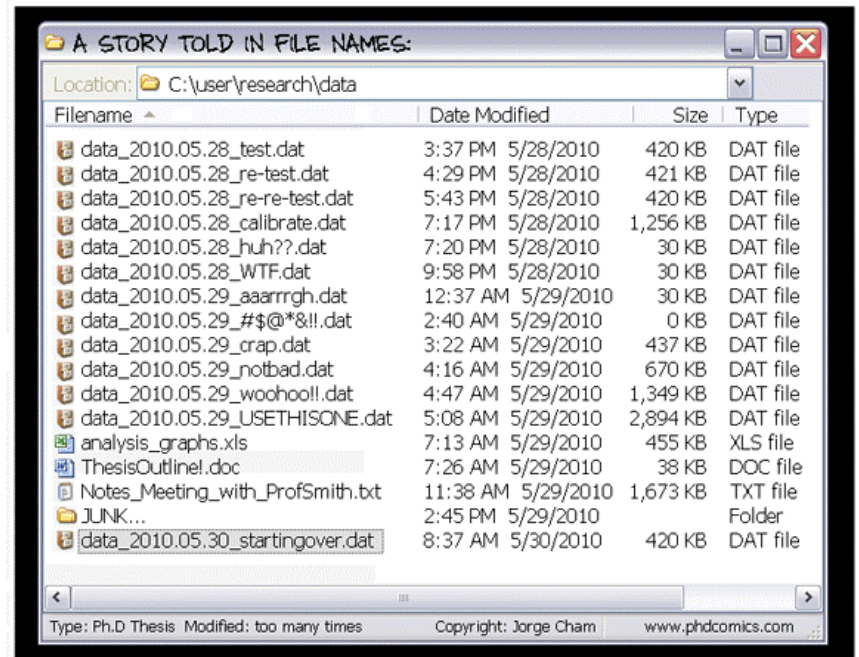 A STORY TOLD IN FILE NAMES:
Location: C:\user\research\data
Filename Date Modified Size Type
data_2010.05.28_test.dat 3:37 PM 5/28/2010 420 KB DAT file
data_2010.05.28_re-test.dat 4:29 PM 5/28/2010 421 KB DAT file
data_2010.05.28_re-re-test.dat 5:43 PM 5/28/2010 420 KB DAT file
data_2010.05.28_calibrate.dat 7:17 PM 5/28/2010 1,256 KB DAT file
data_2010.05.28_huh??.dat 7:20 PM 5/28/2010 30 KB DAT file
data_2010.05.28_WTF.dat 9:58 PM 5/28/2010 30 KB DAT file
data_2010.05.29_aaarrrgh.dat 12:37 AM 5/29/2010 30 KB DAT file
data_2010.05.29_#$@*&!!.dat 2:40 AM 5/29/2010 0 KB DAT file
data_2010.05.29_crap.dat 3:22 AM 5/29/2010 437 KB DAT file
data_2010.05.29_notbad.dat 4:16 AM 5/29/2010 670 KB DAT file
data_2010.05.29_woohoo!!.dat 4:47 AM 5/29/2010 1,349 KB DAT file
data_2010.05.29_USETHISONE.dat 5:08 AM 5/29/2010 2,894 KB DAT file
analysis_graphs.xls 7:13 AM 5/29/2010 455 KB XLS file
ThesisOutline!.doc 7:26 AM 5/29/2010 38 KB DOC file
Notes_Meeting_with_ProfSmith.txt 11:38 AM 5/29/2010 1,673 KB TXT file
JUNK... 2:45 PM 5/29/2010 Folder
data_2010.05.30_startingover.dat 8:37 AM 5/30/2010 420 KB DAT file
Type: Ph.D Thesis Modified: too many times Copyright: Jorge Cham www.phdcomics.com